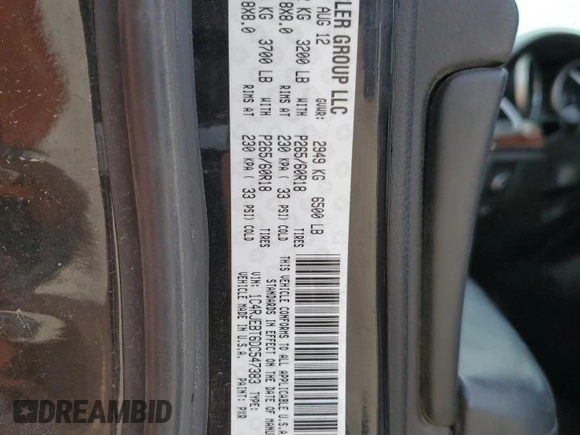 LER GROUP LLC
AUG 12 GVWR: 2949 KG 6500 LB
KG 3200 LB WITH P265/60R18 TIRES
8X8.0 RIMS AT 230 KPA ( 33 PSI) COLD
KG 3700 LB WITH P265/60R18 TIRES
8X8.0 RIMS AT 230 KPA ( 33 PSI) COLD
THIS VEHICLE CONFORMS TO ALL
STANDARDS IN EFFECT ON THE DATE OF MANU
APPLICABLE U.S.
VIN: 1C4RJEBT6DC547383 TYPE:
MADE IN U.S.A. PAINT: PXR
DREAMBID